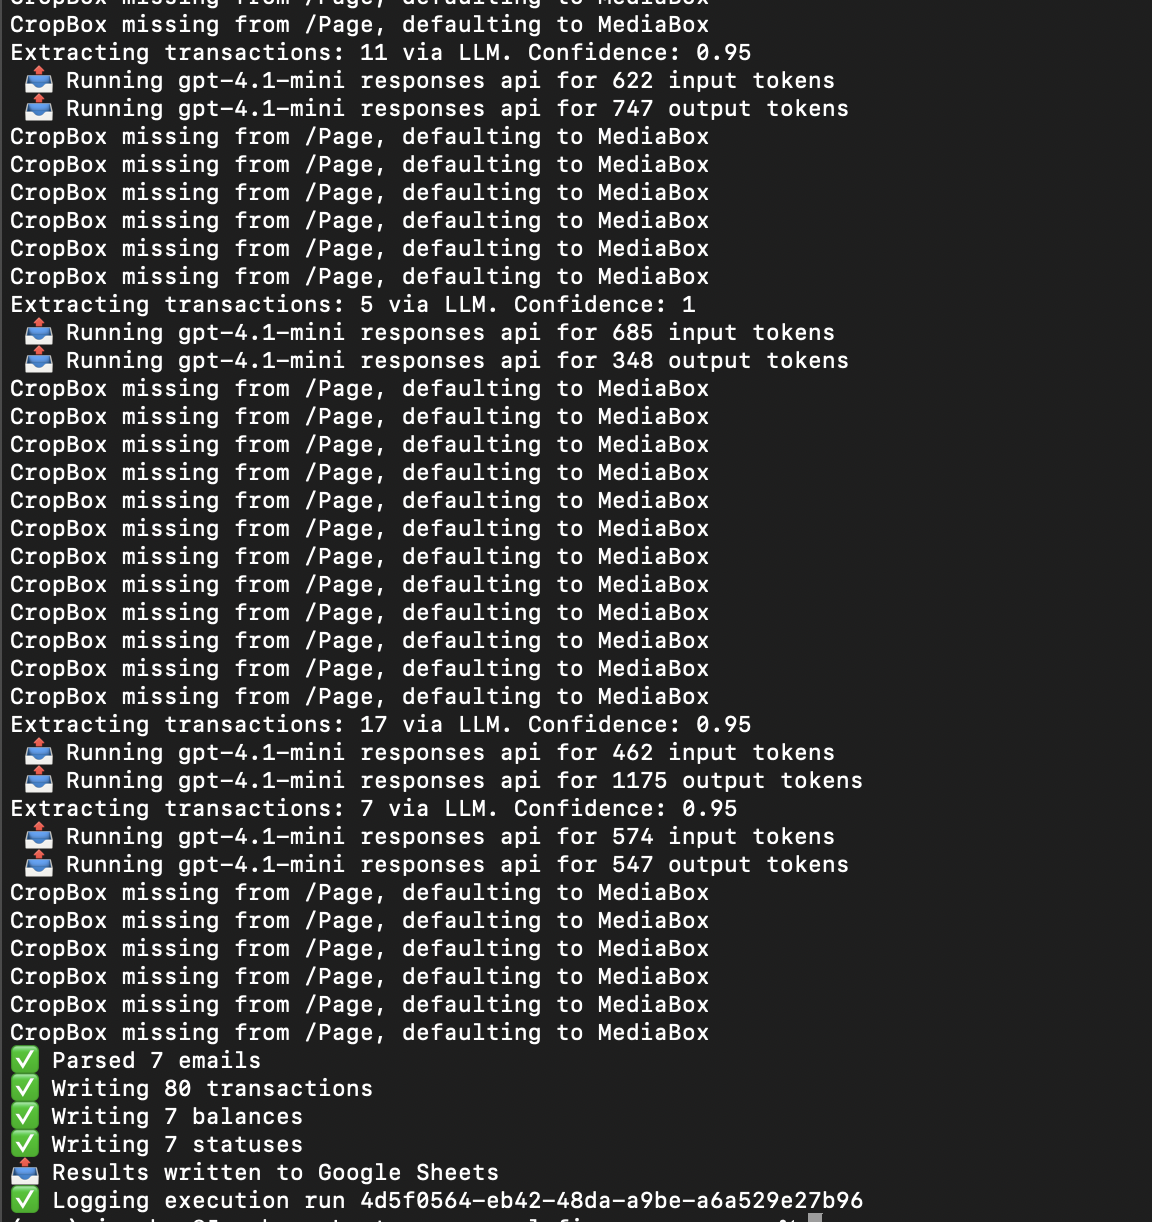 CropBox missing from /Page, defaulting to MediaBox
CropBox missing from /Page, defaulting to MediaBox
Extracting transactions: 11 via LLM. Confidence: 0.95
📤 Running gpt-4.1-mini responses api for 622 input tokens
📤 Running gpt-4.1-mini responses api for 747 output tokens
CropBox missing from /Page, defaulting to MediaBox
CropBox missing from /Page, defaulting to MediaBox
CropBox missing from /Page, defaulting to MediaBox
CropBox missing from /Page, defaulting to MediaBox
CropBox missing from /Page, defaulting to MediaBox
CropBox missing from /Page, defaulting to MediaBox
Extracting transactions: 5 via LLM. Confidence: 1
📤 Running gpt-4.1-mini responses api for 685 input tokens
📤 Running gpt-4.1-mini responses api for 348 output tokens
CropBox missing from /Page, defaulting to MediaBox
CropBox missing from /Page, defaulting to MediaBox
CropBox missing from /Page, defaulting to MediaBox
CropBox missing from /Page, defaulting to MediaBox
CropBox missing from /Page, defaulting to MediaBox
CropBox missing from /Page, defaulting to MediaBox
CropBox missing from /Page, defaulting to MediaBox
CropBox missing from /Page, defaulting to MediaBox
CropBox missing from /Page, defaulting to MediaBox
CropBox missing from /Page, defaulting to MediaBox
CropBox missing from /Page, defaulting to MediaBox
CropBox missing from /Page, defaulting to MediaBox
Extracting transactions: 17 via LLM. Confidence: 0.95
📤 Running gpt-4.1-mini responses api for 462 input tokens
📤 Running gpt-4.1-mini responses api for 1175 output tokens
Extracting transactions: 7 via LLM. Confidence: 0.95
📤 Running gpt-4.1-mini responses api for 574 input tokens
📤 Running gpt-4.1-mini responses api for 547 output tokens
CropBox missing from /Page, defaulting to MediaBox
CropBox missing from /Page, defaulting to MediaBox
CropBox missing from /Page, defaulting to MediaBox
CropBox missing from /Page, defaulting to MediaBox
CropBox missing from /Page, defaulting to MediaBox
CropBox missing from /Page, defaulting to MediaBox
✅ Parsed 7 emails
✅ Writing 80 transactions
✅ Writing 7 balances
✅ Writing 7 statuses
📤 Results written to Google Sheets
✅ Logging execution run 4d5f0564-eb42-48da-a9be-a6a529e27b96